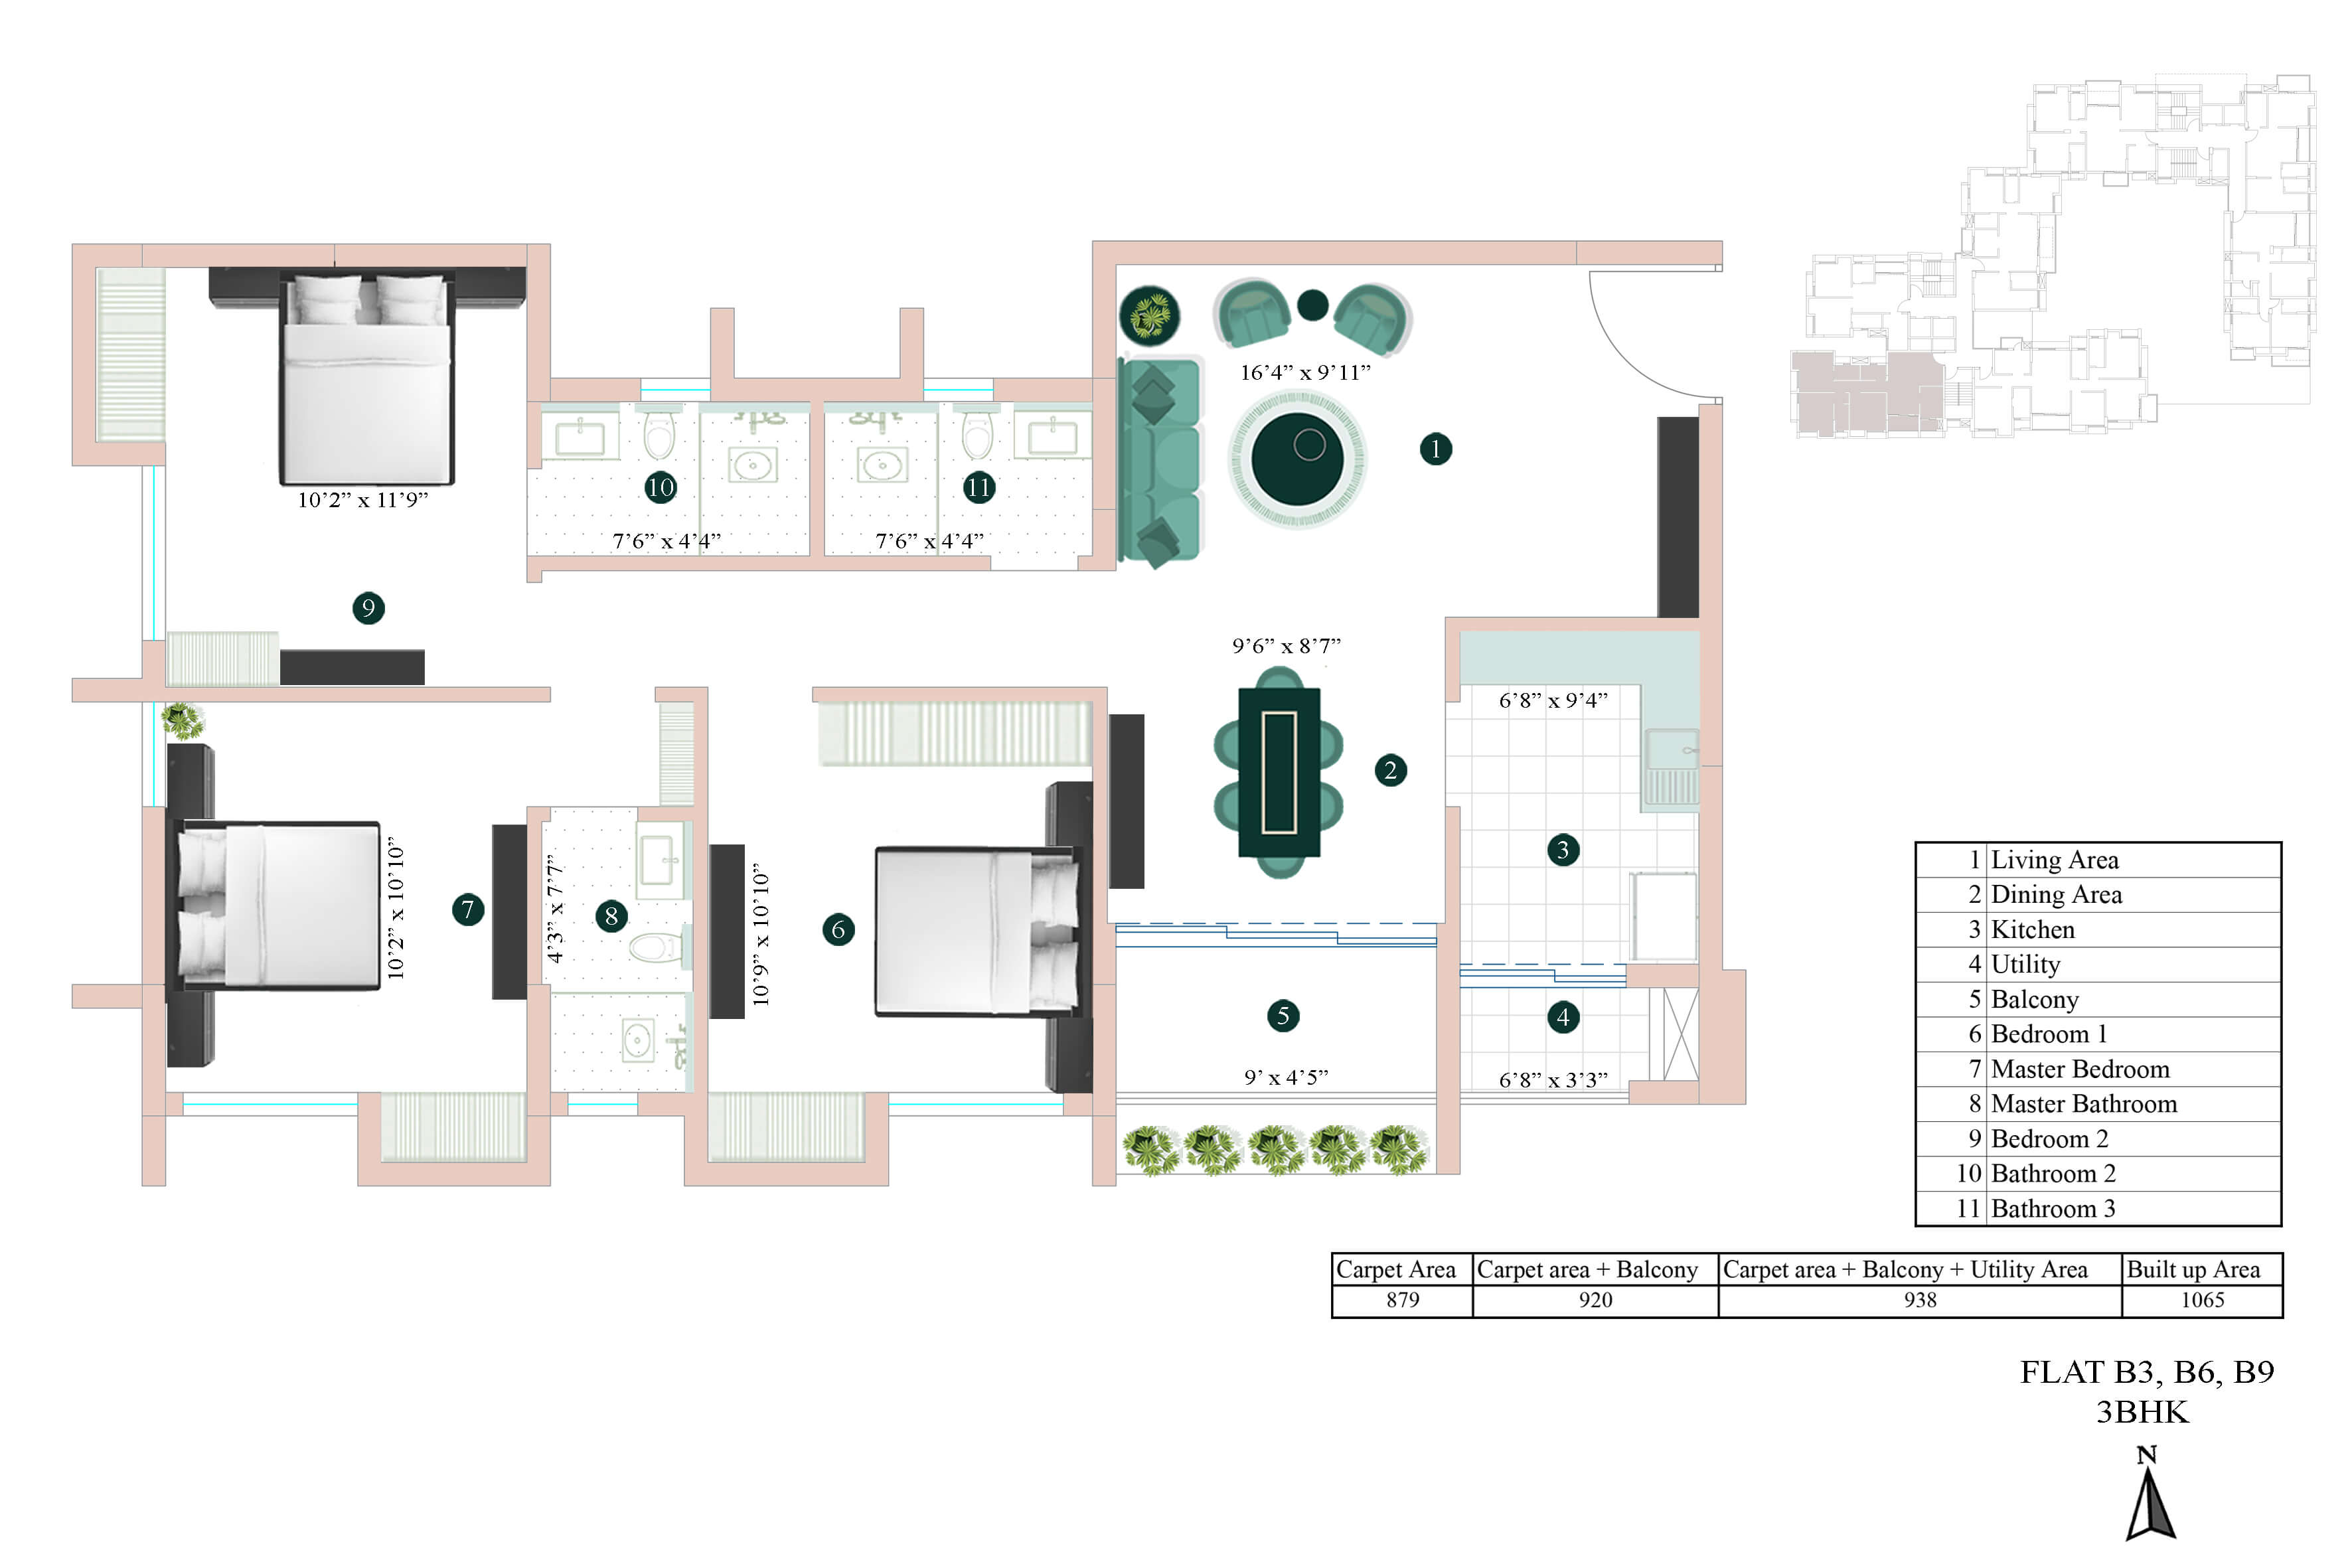 16’4” x 9’11”
1
10’2” x 11’9”
10
11
7’6” x 4’4”
7’6” x 4’4”
9
9’6” x 8’7”
6’8” x 9’4”
2
3
10’2” x 10’10”
7
4’3” x 7’7”
8
10’9” x 10’10”
6
5
4
9’ x 4’5”
6’8” x 3’3”
1 Living Area
2 Dining Area
3 Kitchen
4 Utility
5 Balcony
6 Bedroom 1
7 Master Bedroom
8 Master Bathroom
9 Bedroom 2
10 Bathroom 2
11 Bathroom 3
Carpet Area Carpet area + Balcony Carpet area + Balcony + Utility Area Built up Area
879 920 938 1065
FLAT B3, B6, B9
3BHK
N